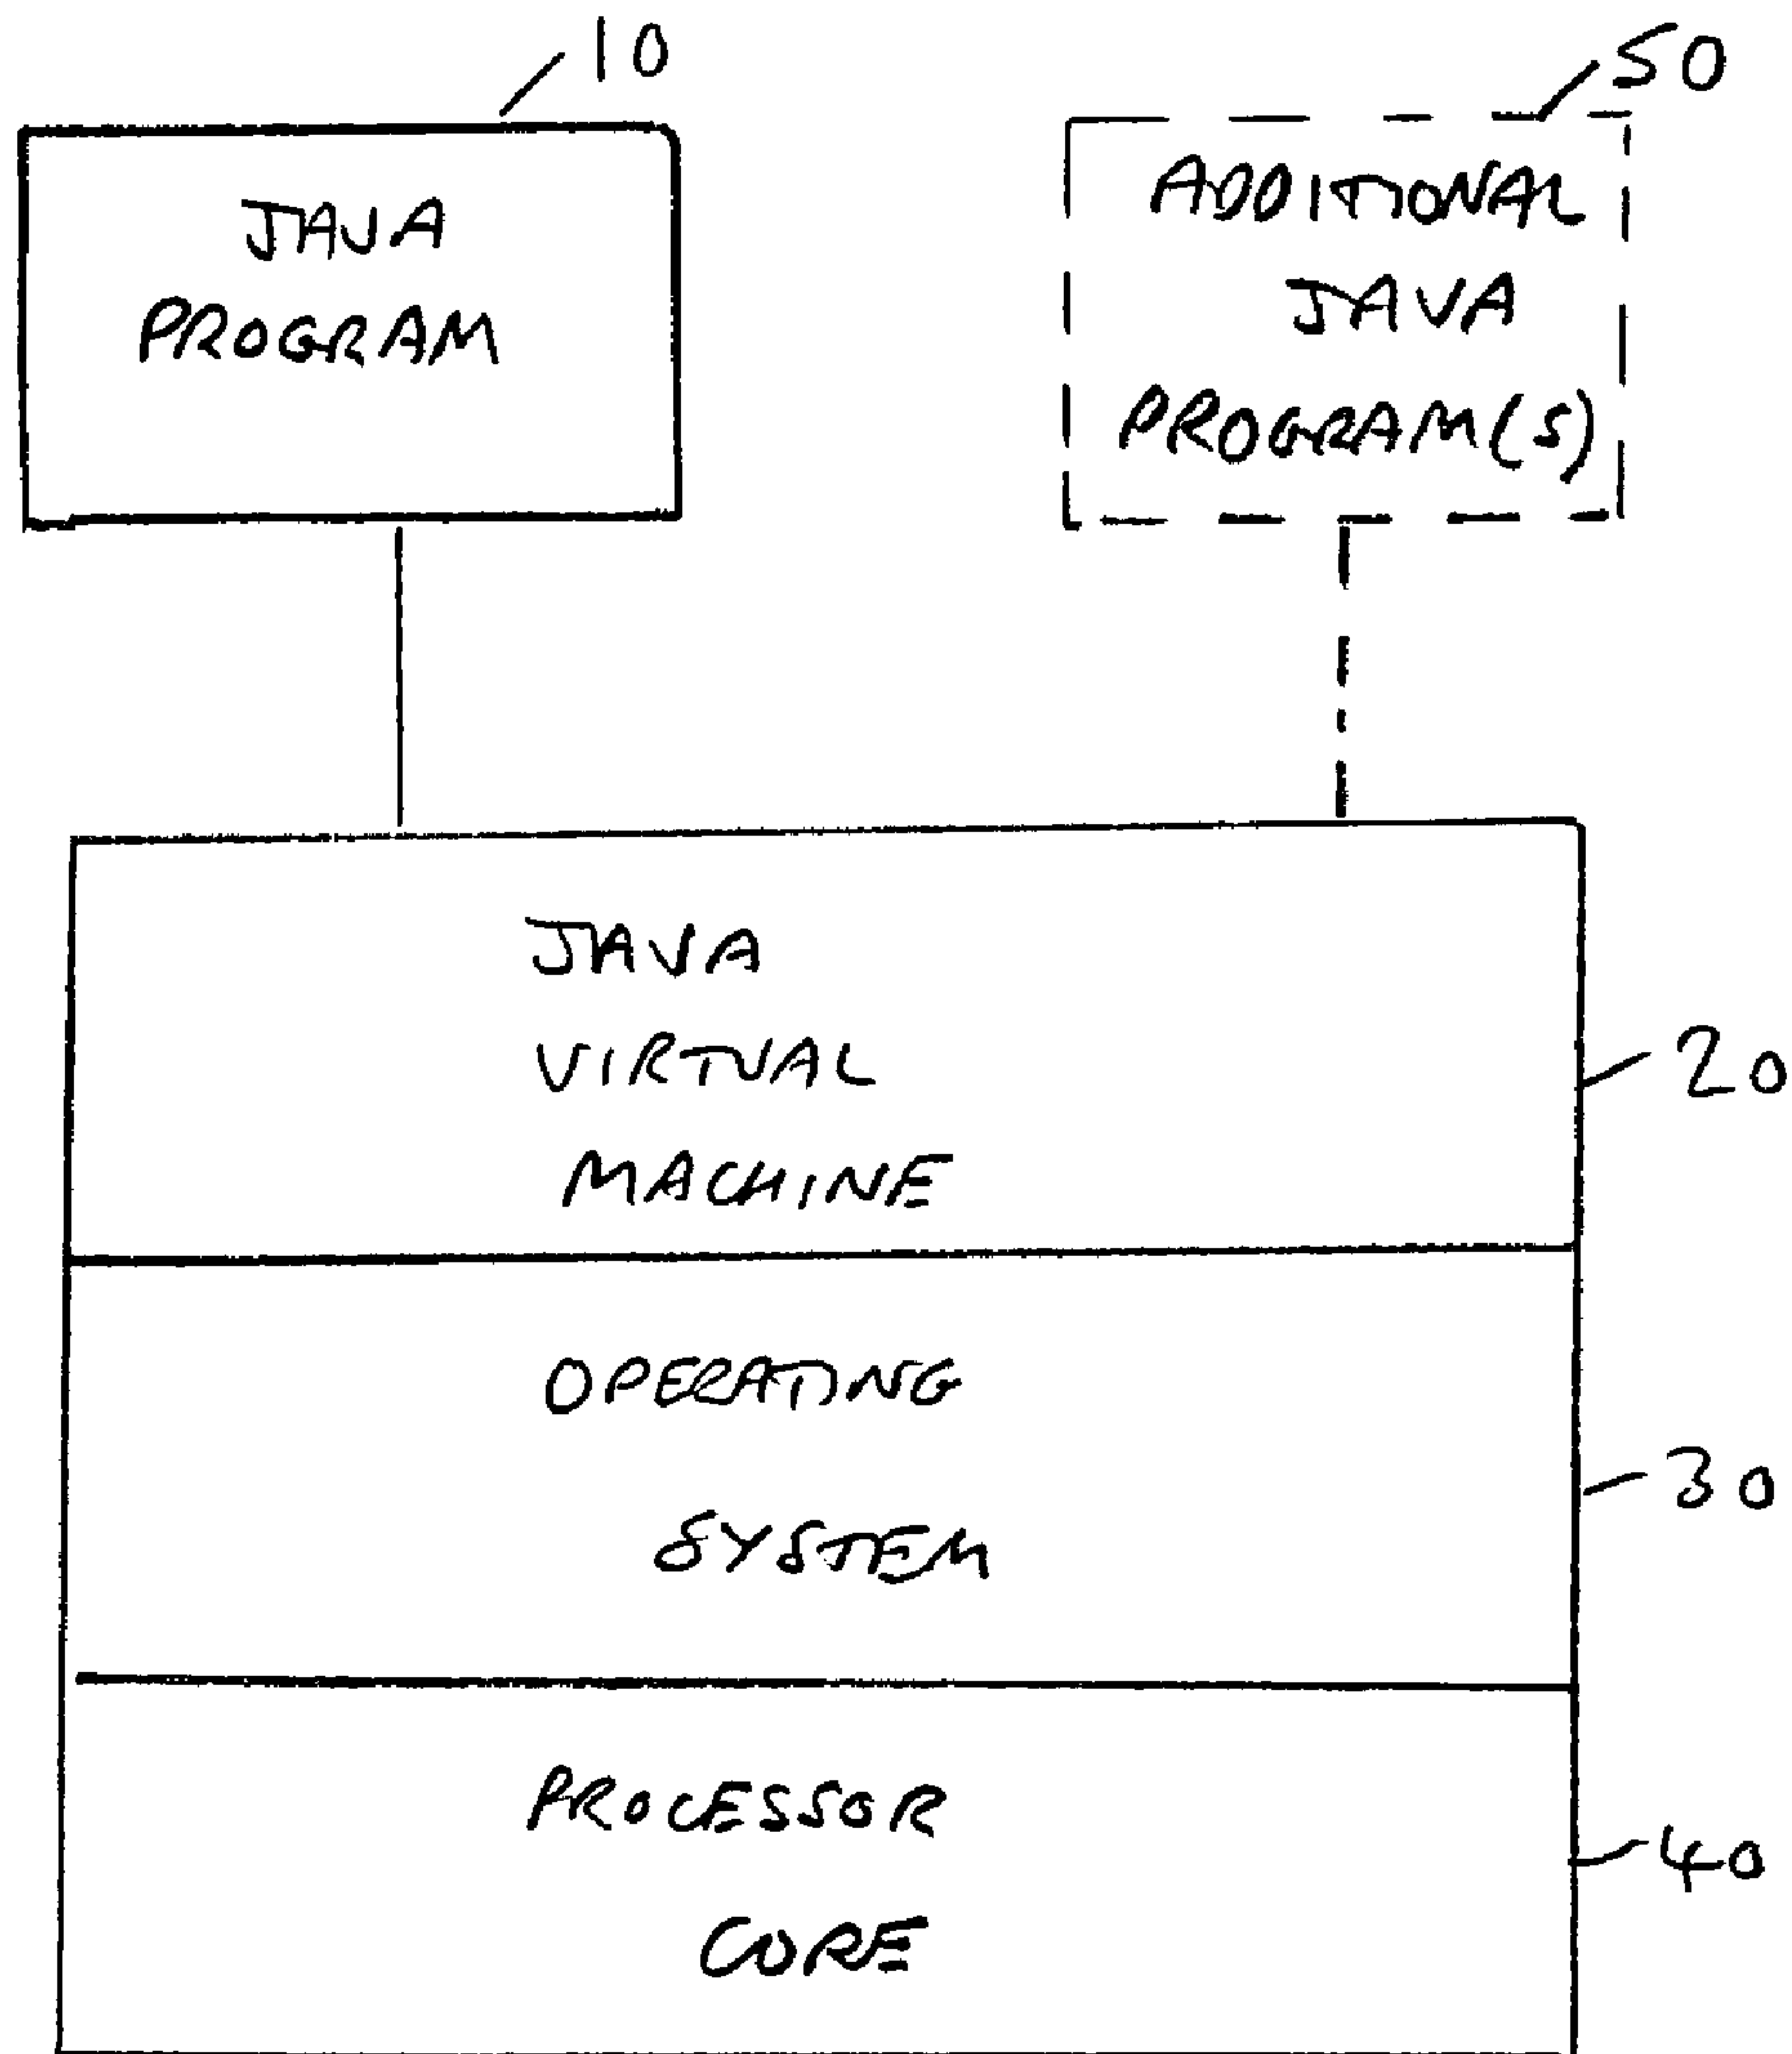 10
JAVA
PROGRAM
50
ADDITIONAL
JAVA
PROGRAM(S)
JAVA
VIRTUAL
MACHINE
20
OPERATING
SYSTEM
30
PROCESSOR
CORE
40